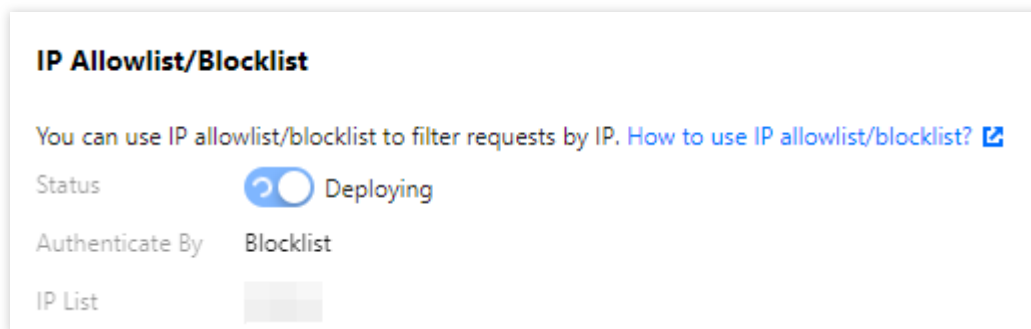 IP Allowlist/Blocklist
You can use IP allowlist/blocklist to filter requests by IP. How to use IP allowlist/blocklist?
Status Deploying
Authenticate By Blocklist
IP List